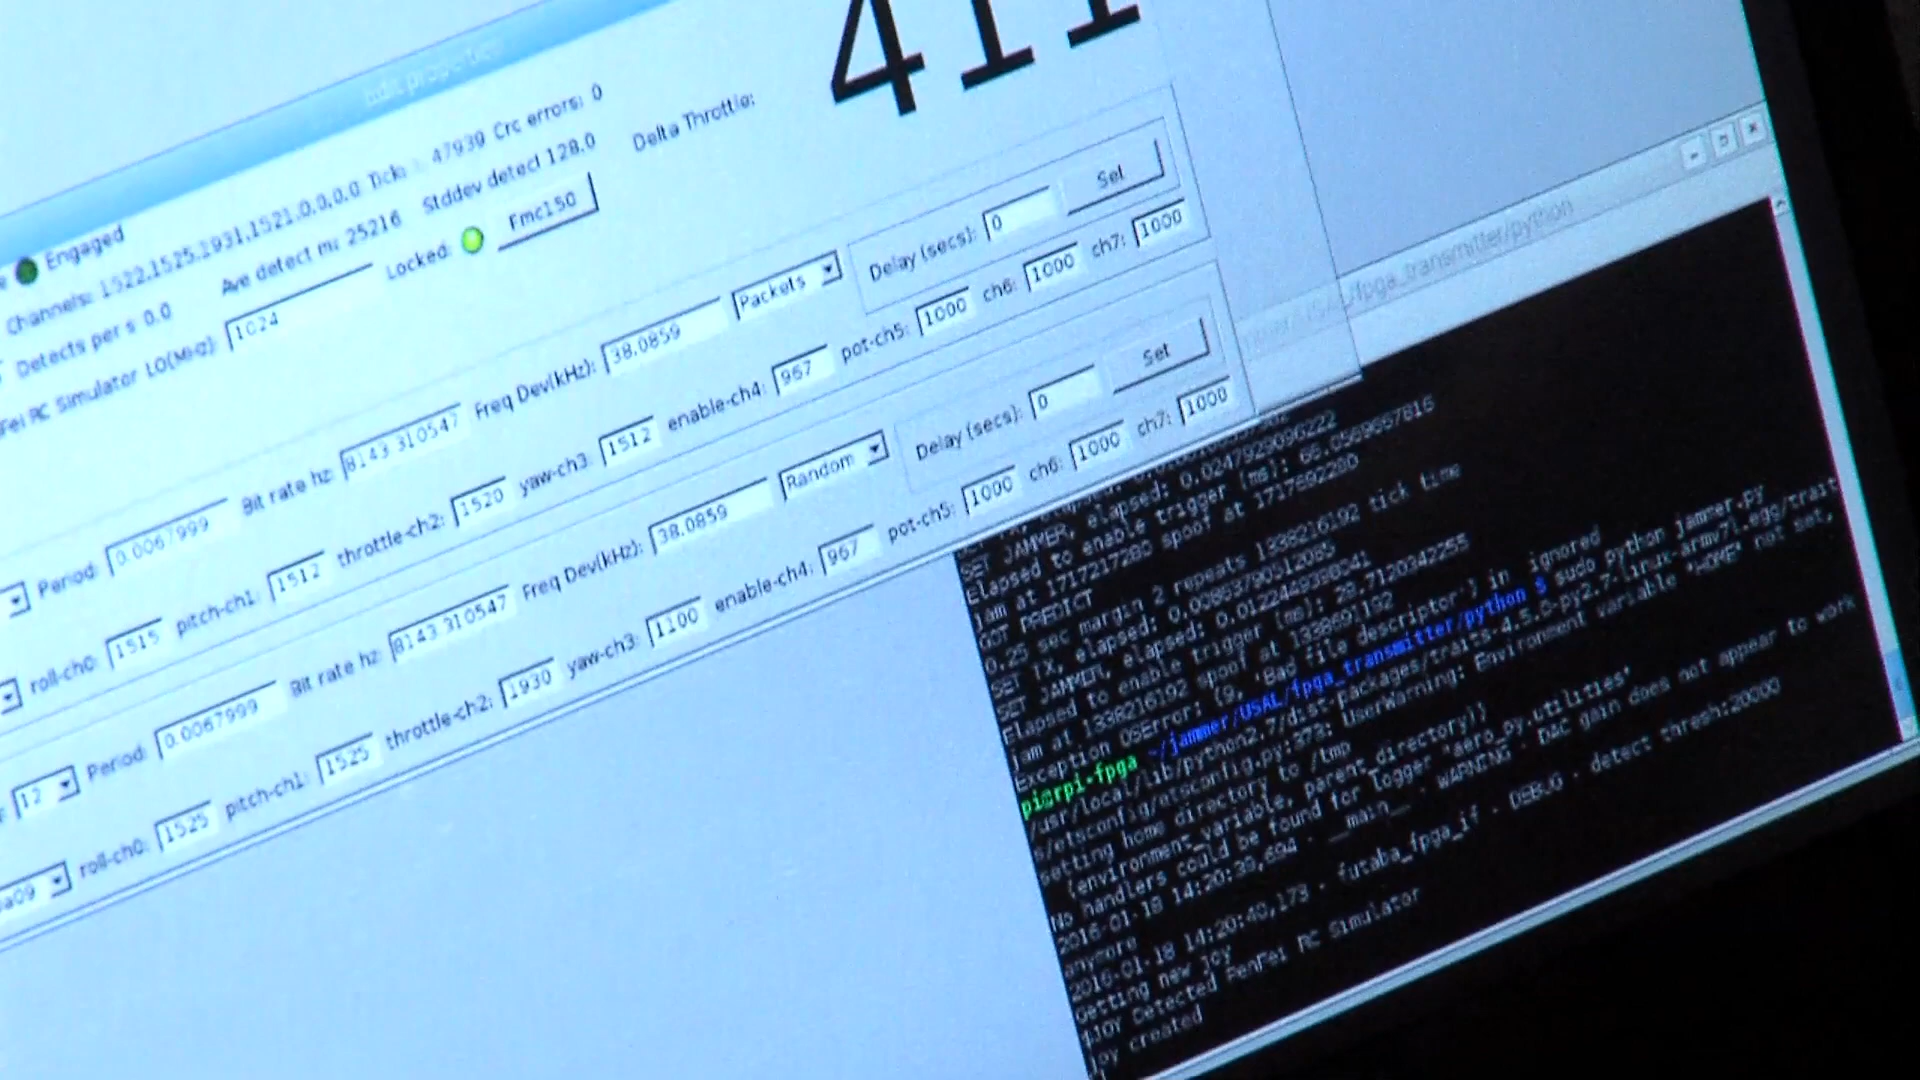 Edit properties
Engaged
Channels: 1522,1525,1931,1521,0,0,0,0 Ticks 47939 Crc errors: 0
Detects per s 0.0 Ave detect m: 25216 Stddev detect 128.0 Delta Throttle: 411
Fei RC Simulator LO(MHz): 1024 Locked: Fmc150
Period: 0.0067999 Bit rate hz: 8143.310547 Freq Dev(kHz): 38.0859 Packets Delay (secs): 0 Set
roll-ch0: 1515 pitch-ch1: 1512 throttle-ch2: 1520 yaw-ch3: 1512 enable-ch4: 967 pot-ch5: 1000 ch6: 1000 ch7: 1000
12 Period: 0.0067999 Bit rate hz: 8143.310547 Freq Dev(kHz): 38.0859 Random Delay (secs): 0 Set
roll-ch0: 1525 pitch-ch1: 1525 throttle-ch2: 1930 yaw-ch3: 1100 enable-ch4: 967 pot-ch5: 1000 ch6: 1000 ch7: 1000
/fpga_transmitter/python
SET JAMMER, elapsed: 0.0247929096222
Elapsed to enable trigger (ms):
jam at 1717217280 spoof at 1717692280
GOT PREDICT
0.25 sec margin 2 repeats 1338216192 tick time
SET TX, elapsed:
SET JAMMER, elapsed:
Elapsed to enable trigger (ms): 29.7120342255
jam at 1338216192 spoof at 1338691192
Exception OSError: (9, 'Bad file descriptor') in ignored
pi@rpi-fpga ~/jammer/USAL/fpga_transmitter/python $ sudo python jammer.py
/usr/local/lib/python2.7/dist-packages/traits-4.5.0-py2.7-linux-armv7l.egg/trait
s/etsconfig/etsconfig.py:373: UserWarning: Environment variable "HOME" not set,
setting home directory to /tmp
(environment_variable, parent_directory))
No handlers could be found for logger "aero_py.utilities"
2016-01-18 14:20:39,694 - __main__ - WARNING - DAC gain does not appear to work
anymore
2016-01-18 14:20:40,173 - futaba_fpga_if - DEBUG - detect thresh:20000
Getting new joy
JOY Detected PenFei RC Simulator
joy created